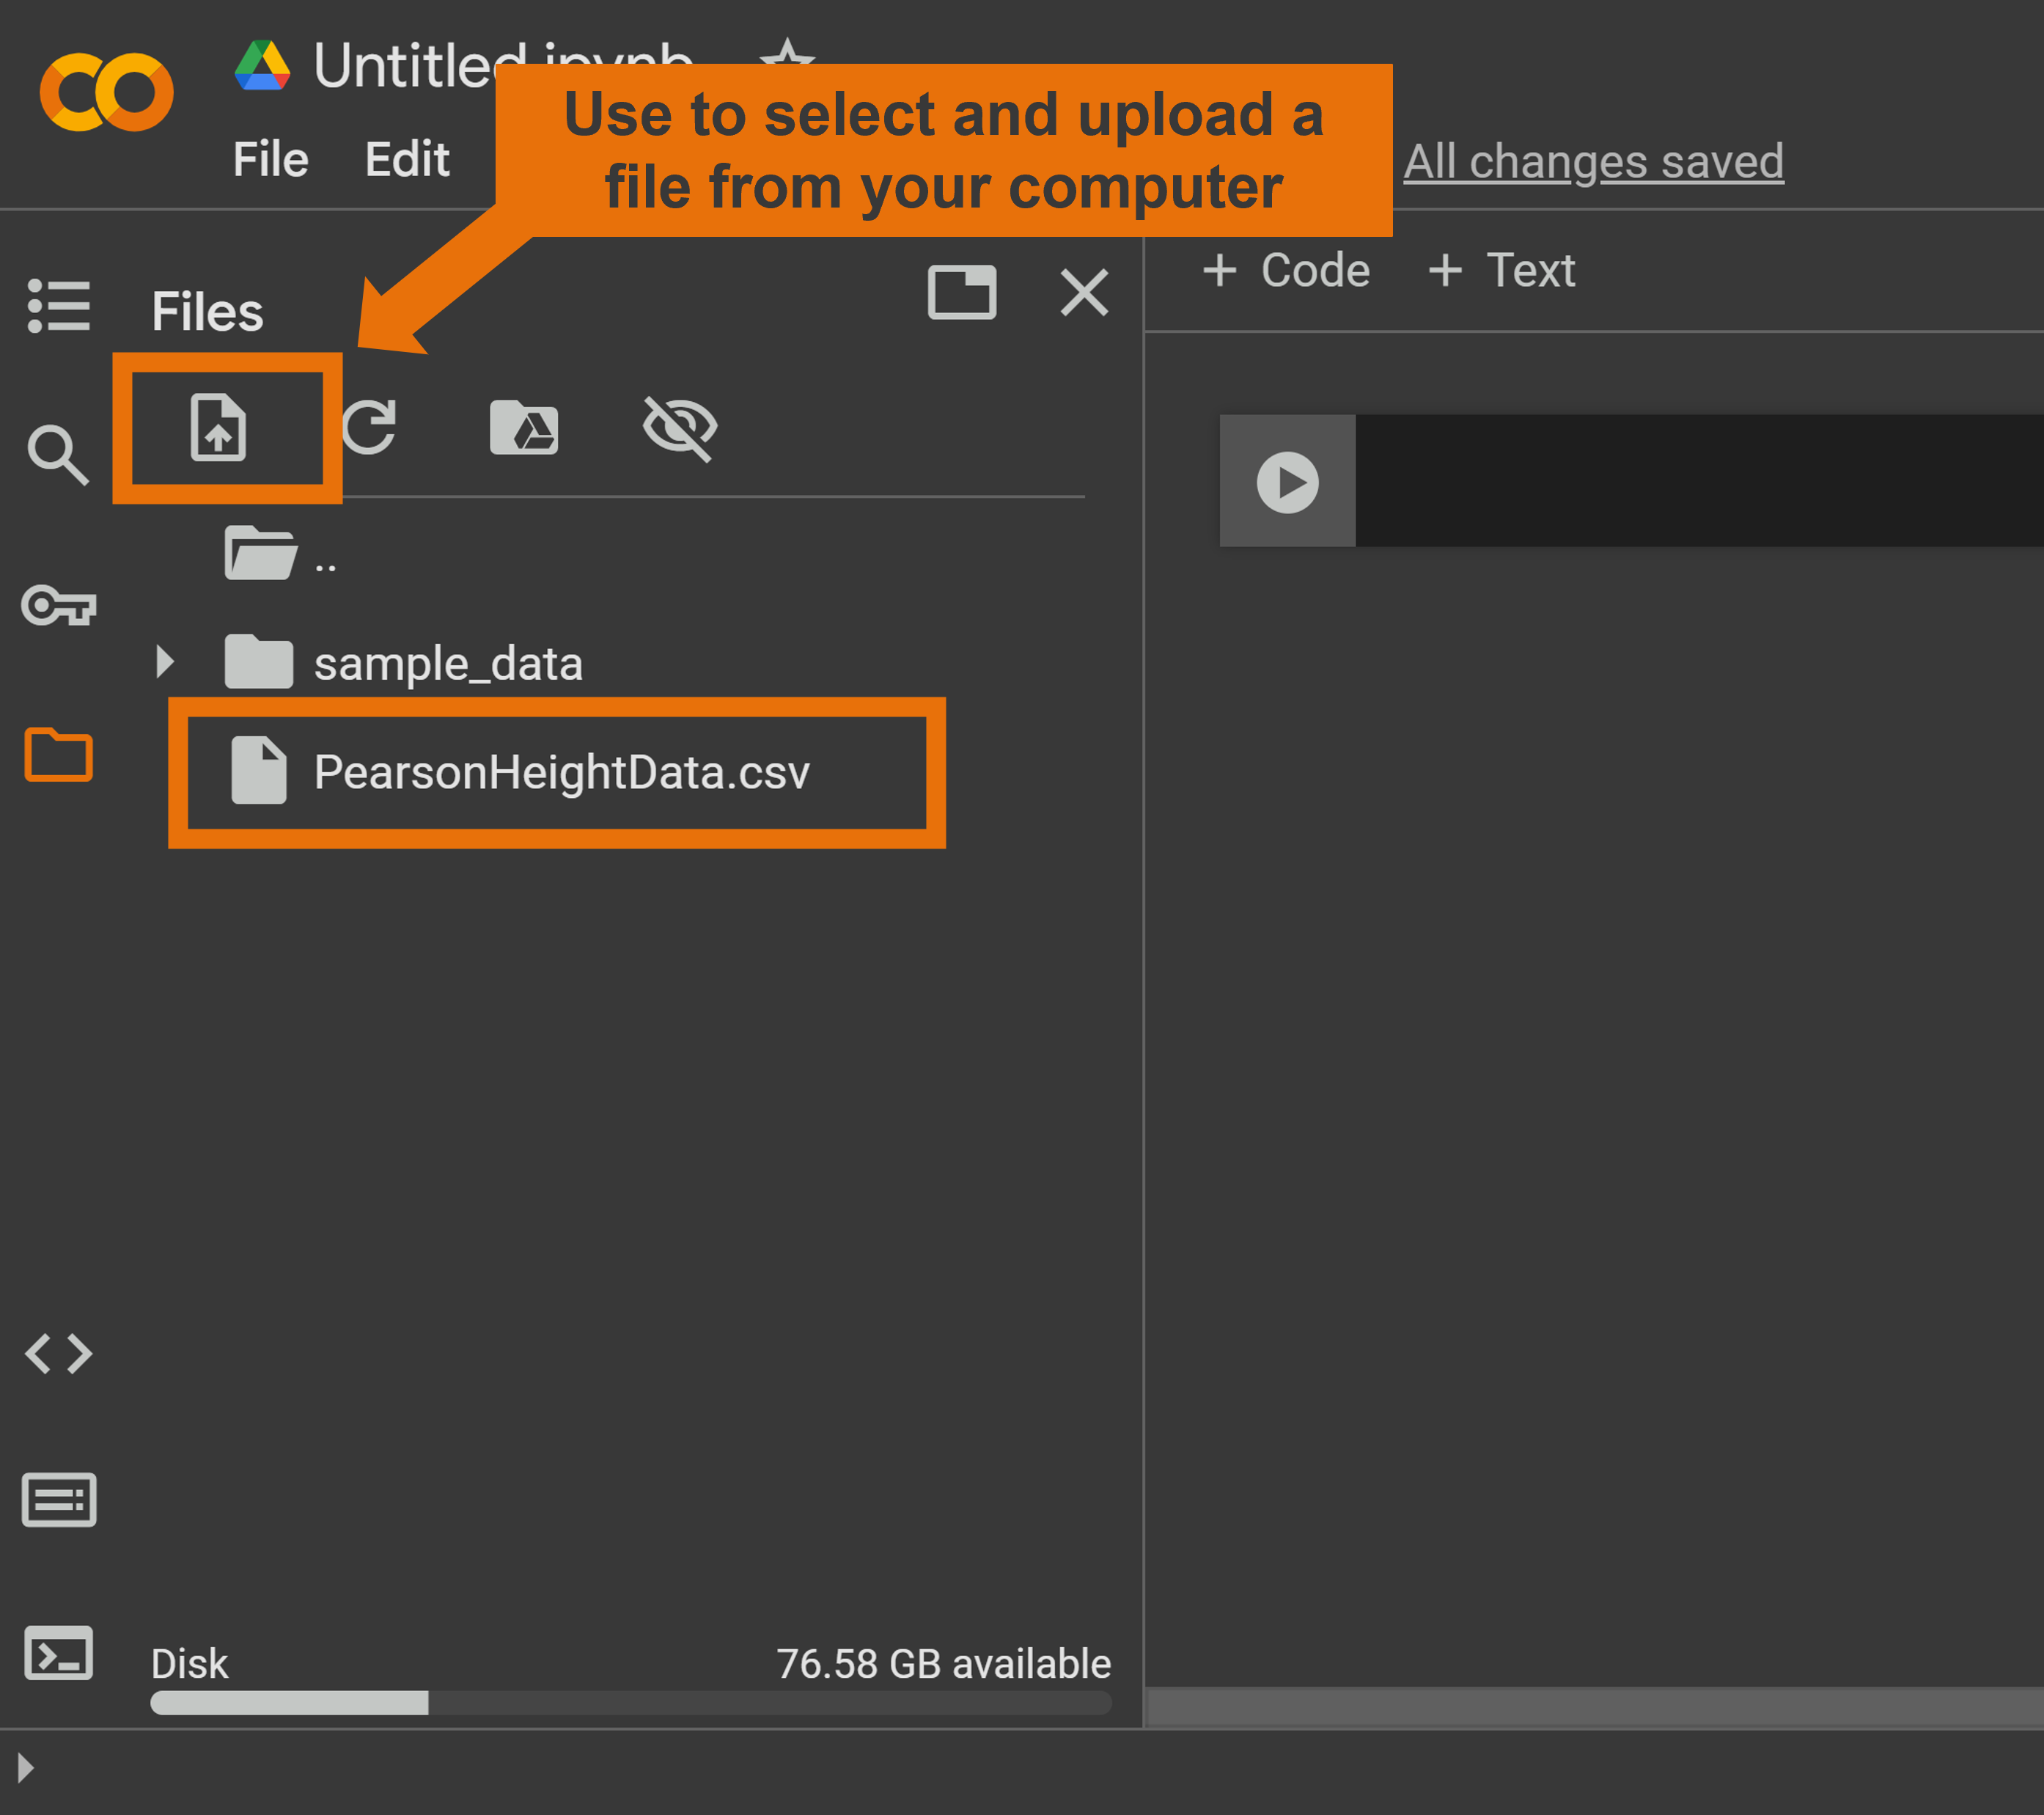 Untitled.ipynb
Use to select and upload a
file from your computer
File Edit
All changes saved
Files
+ Code + Text
..
sample_data
PearsonHeightData.csv
Disk 76.58 GB available